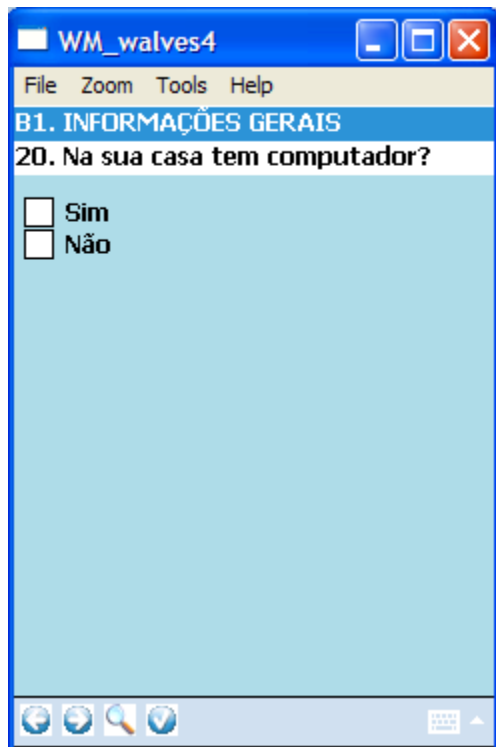 WM_walves4
File Zoom Tools Help
B1. INFORMAÇÕES GERAIS
20. Na sua casa tem computador?
Sim
Não